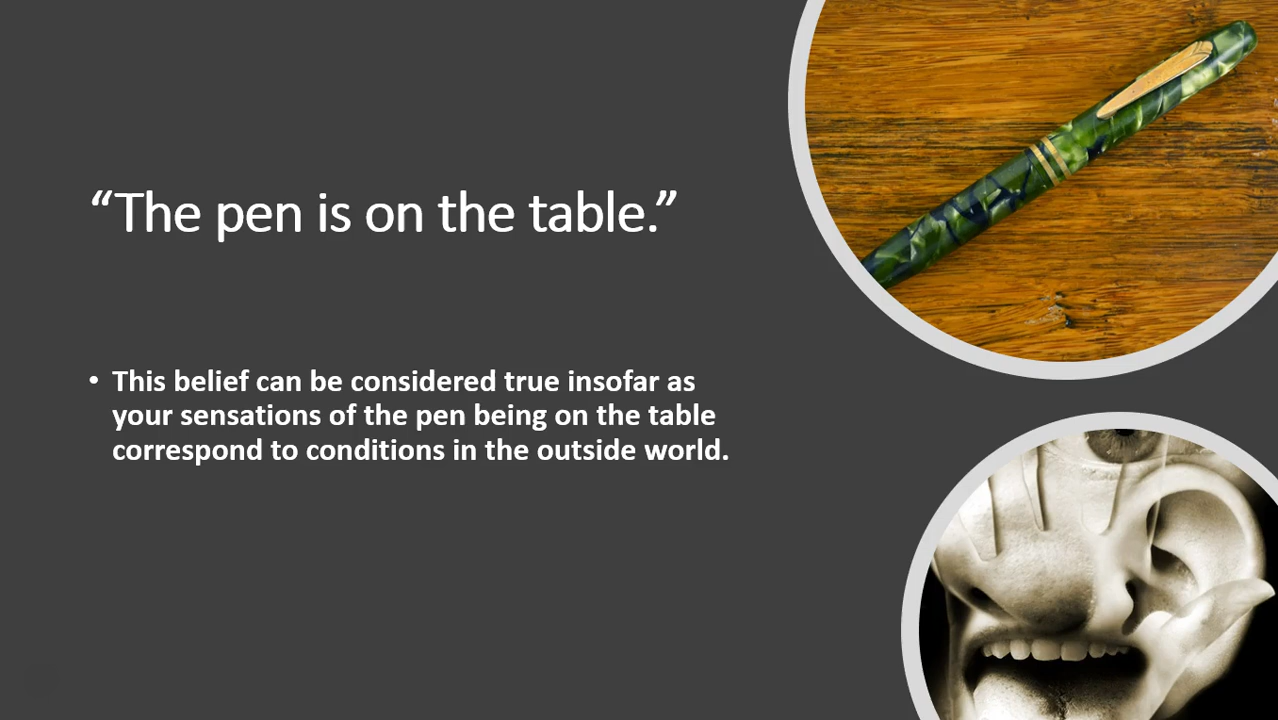 “The pen is on the table.”
• This belief can be considered true insofar as
your sensations of the pen being on the table
correspond to conditions in the outside world.